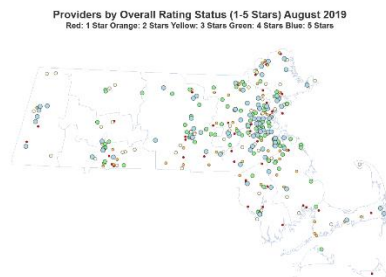 Providers by Overall Rating Status (1-5 Stars) August 2019
Red: 1 Star Orange: 2 Stars Yellow: 3 Stars Green: 4 Stars Blue: 5 Stars